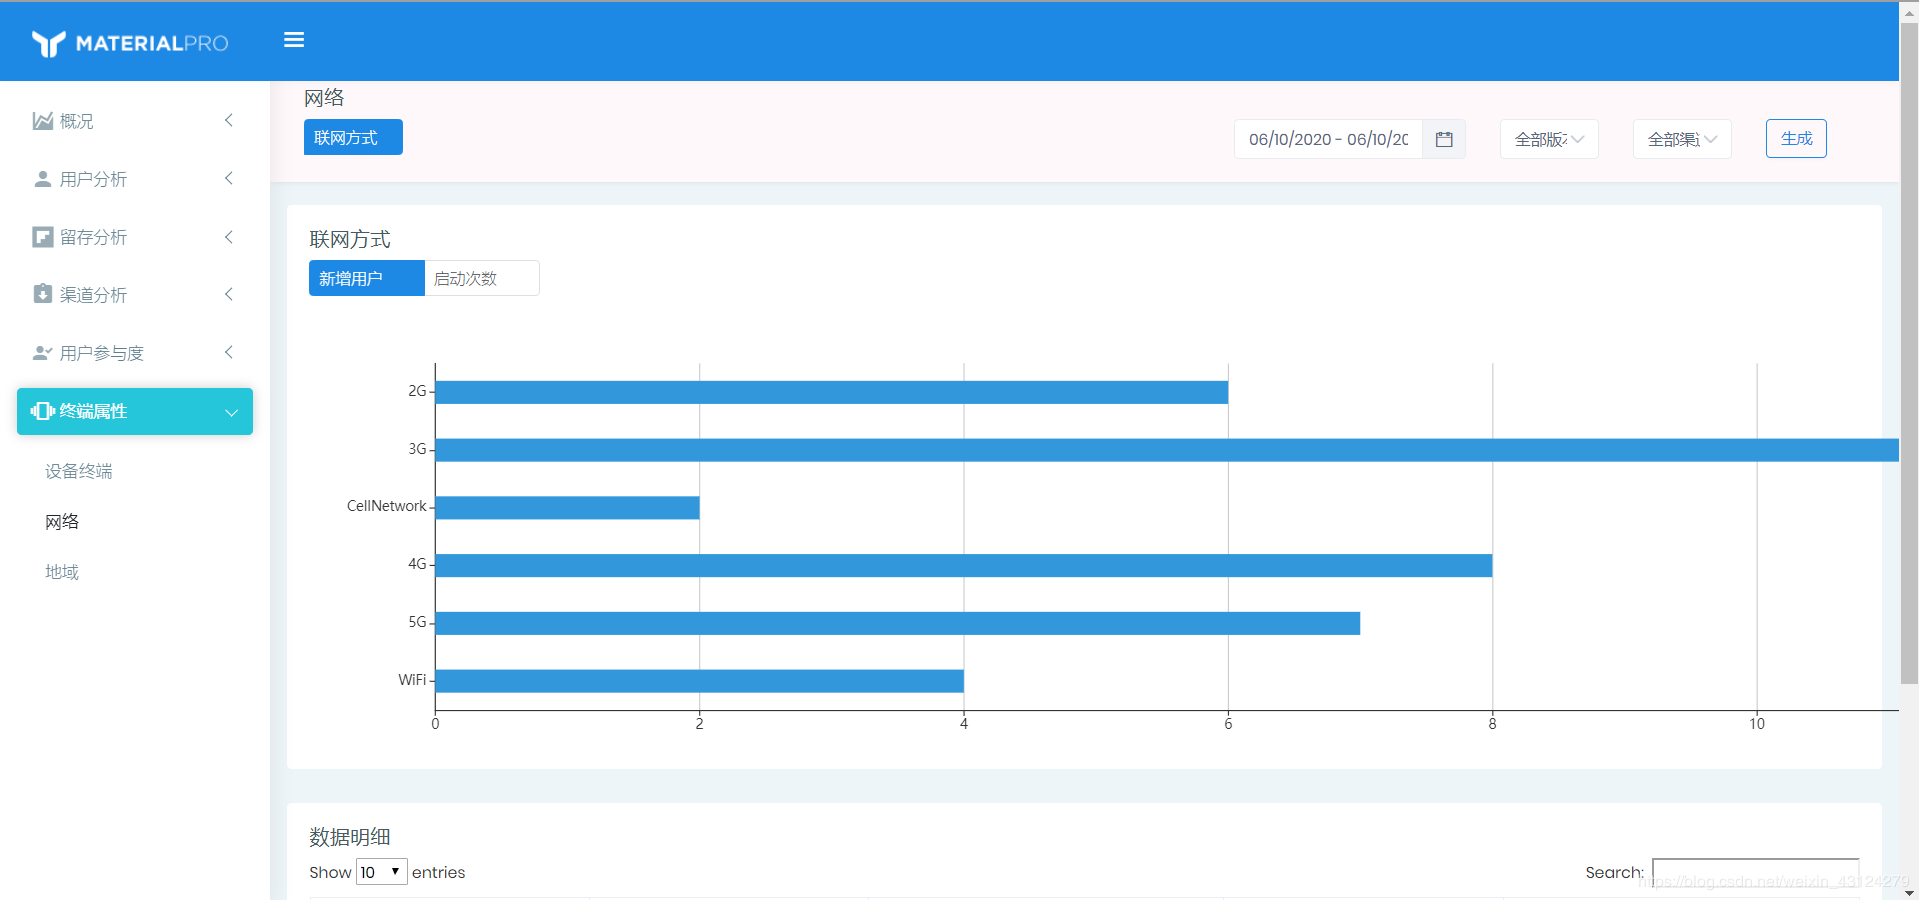 MATERIALPRO
概况
用户分析
留存分析
渠道分析
用户参与度
终端属性
设备终端
网络
地域
网络
联网方式
06/10/2020 - 06/10/20
全部版
全部渠
生成
联网方式
新增用户
启动次数
2G
3G
CellNetwork
4G
5G
WiFi
0 2 4 6 8 10
数据明细
Show 10 entries
Search:
https://blog.csdn.net/weixin_43124279